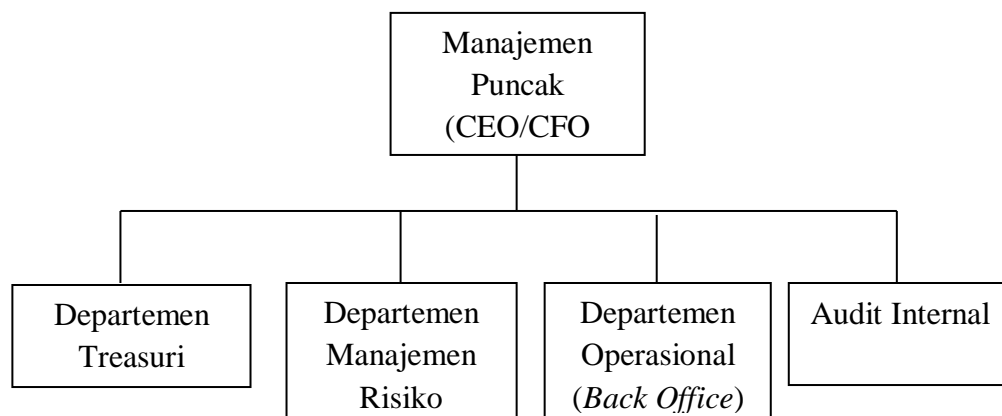 Manajemen
Puncak
(CEO/CFO
Departemen
Treasuri
Departemen
Manajemen
Risiko
Departemen
Operasional
(Back Office)
Audit Internal